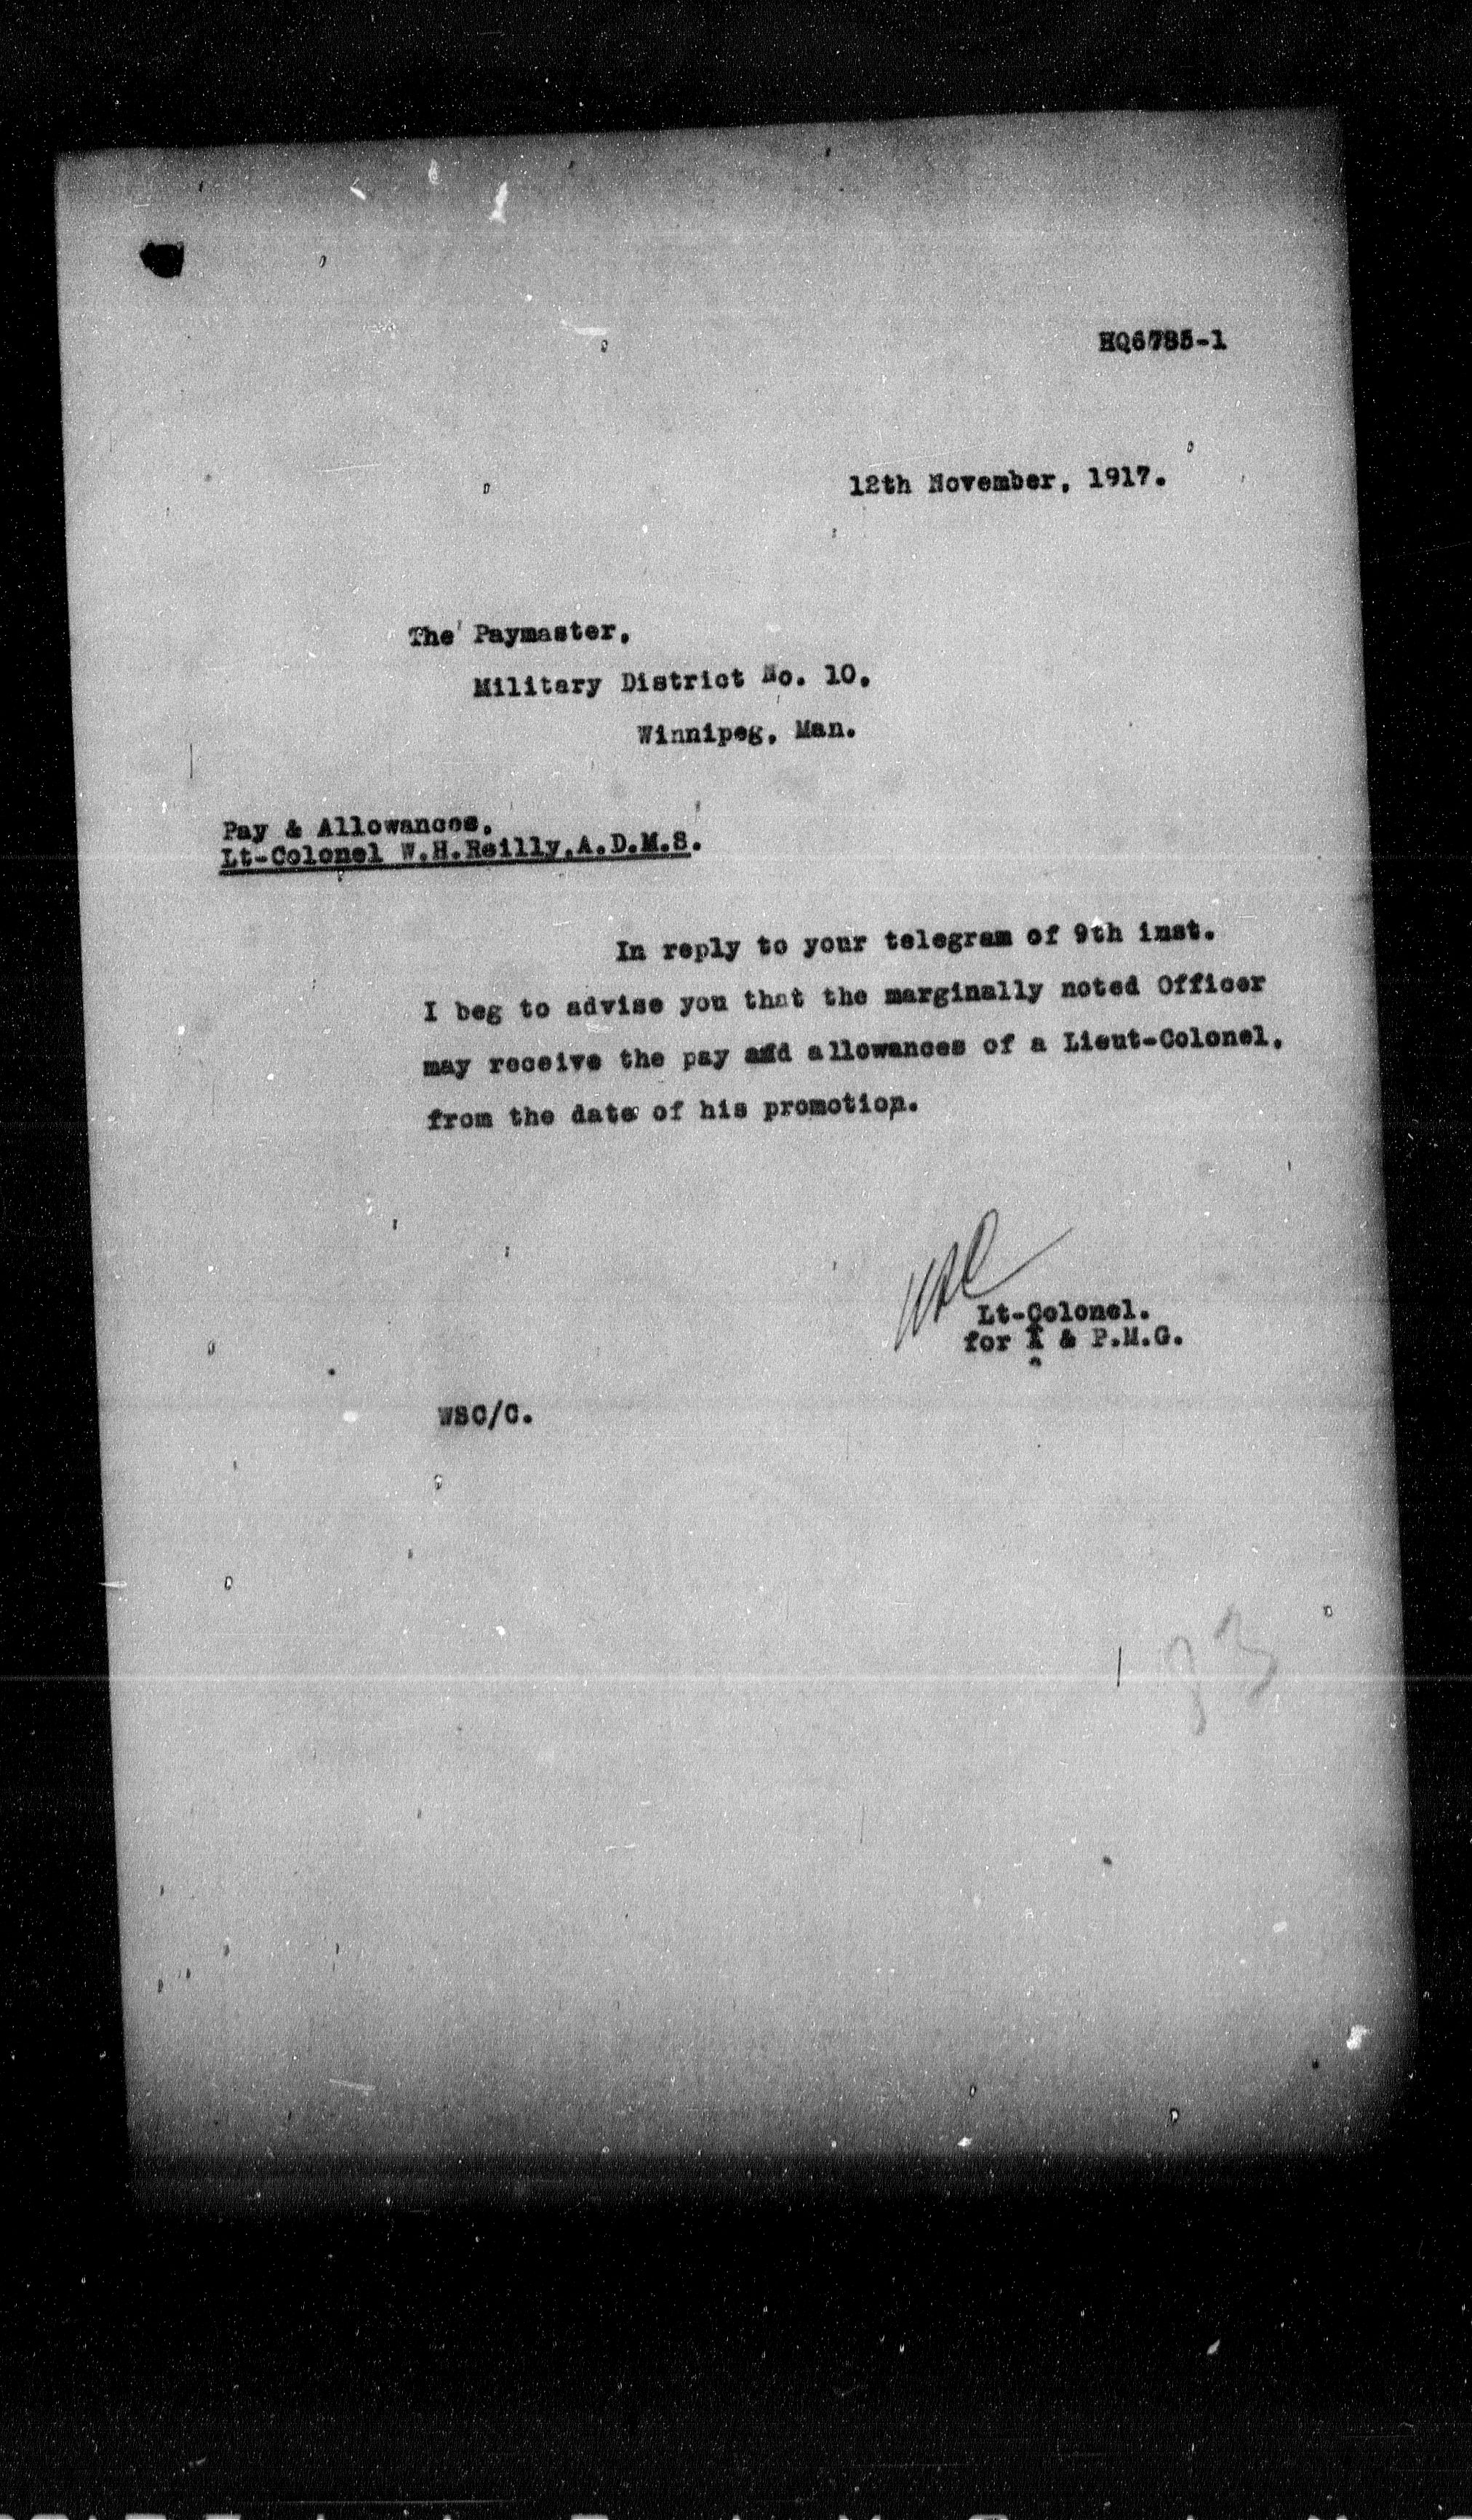 HQ6785-1
12th November, 1917.
The Paymaster,
Military District No. 10,
Winnipeg, Man.
Pay & Allowances,
Lt-Colonel W.H.Reilly,A.D.M.S.
In reply to your telegram of 9th inst.
I beg to advise you that the marginally noted Officer
may receive the pay and allowances of a Lieut-Colonel,
from the date of his promotion.
Lt-Colonel.
for A & P.M.G.
WSC/C.
93